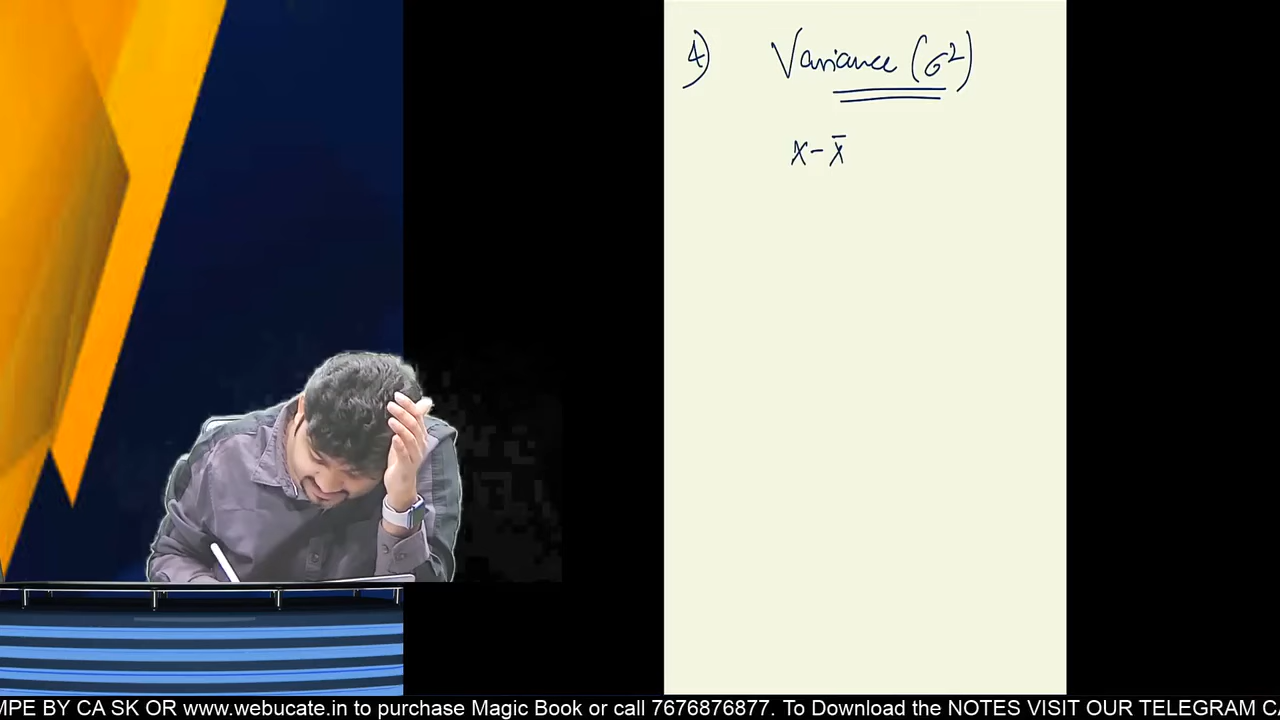 4) Variance (σ²)
x - x̄
MPE BY CA SK OR www.webucate.in to purchase Magic Book or call 7676876877. To Download the NOTES VISIT OUR TELEGRAM CA